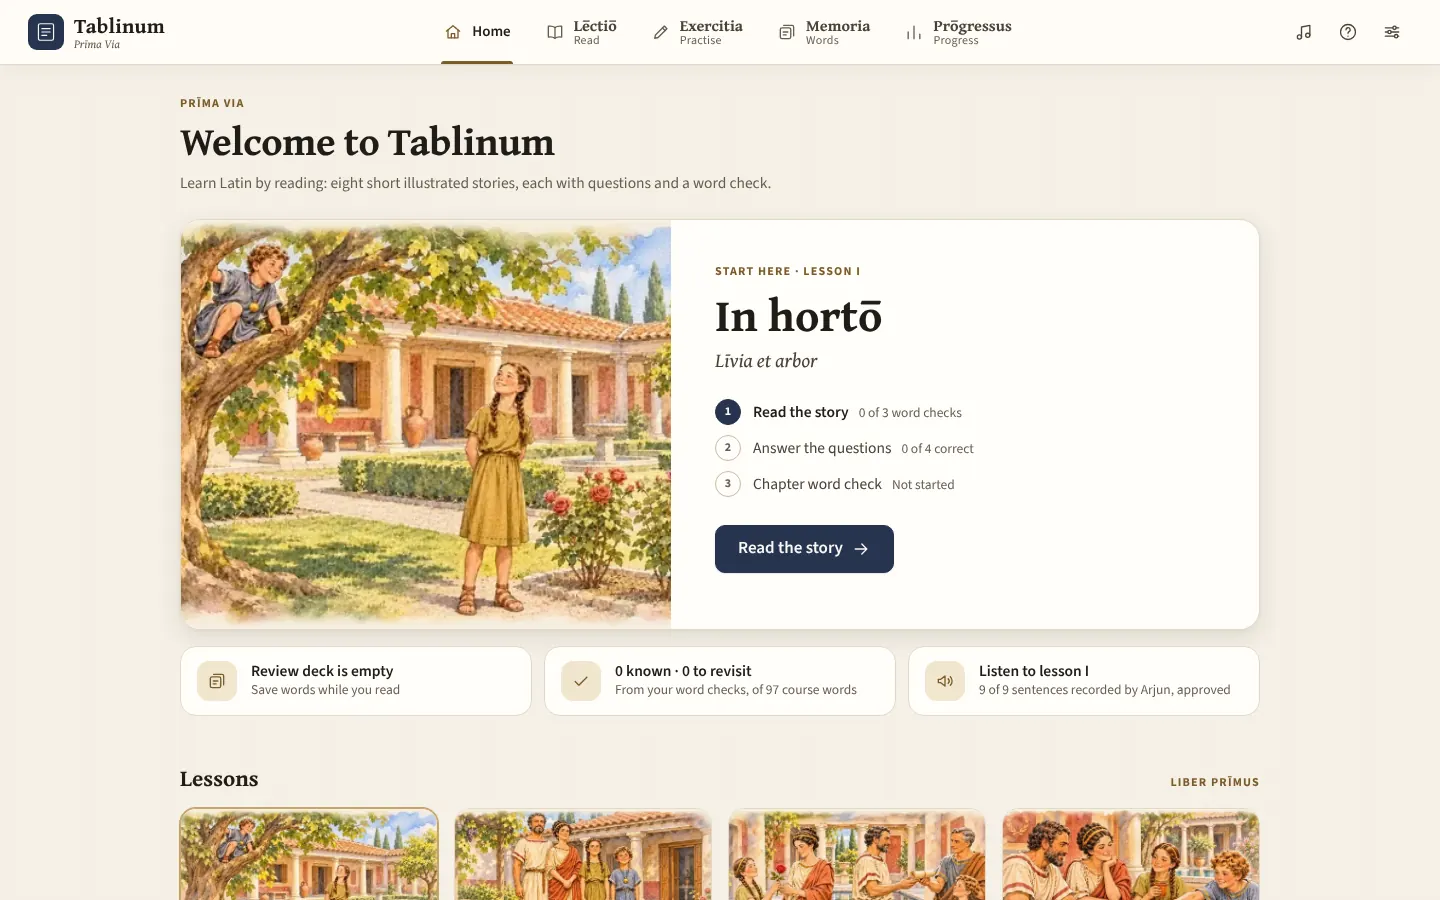 Tablinum
Prīma Via
Home
Lēctiō
Read
Exercitia
Practise
Memoria
Words
Prōgressus
Progress
PRĪMA VIA
Welcome to Tablinum
Learn Latin by reading: eight short illustrated stories, each with questions and a word check.
START HERE · LESSON I
In hortō
Līvia et arbor
1 Read the story 0 of 3 word checks
2 Answer the questions 0 of 4 correct
3 Chapter word check Not started
Read the story →
Review deck is empty
Save words while you read
0 known · 0 to revisit
From your word checks, of 97 course words
Listen to lesson I
9 of 9 sentences recorded by Arjun, approved
Lessons
LIBER PRĪMUS